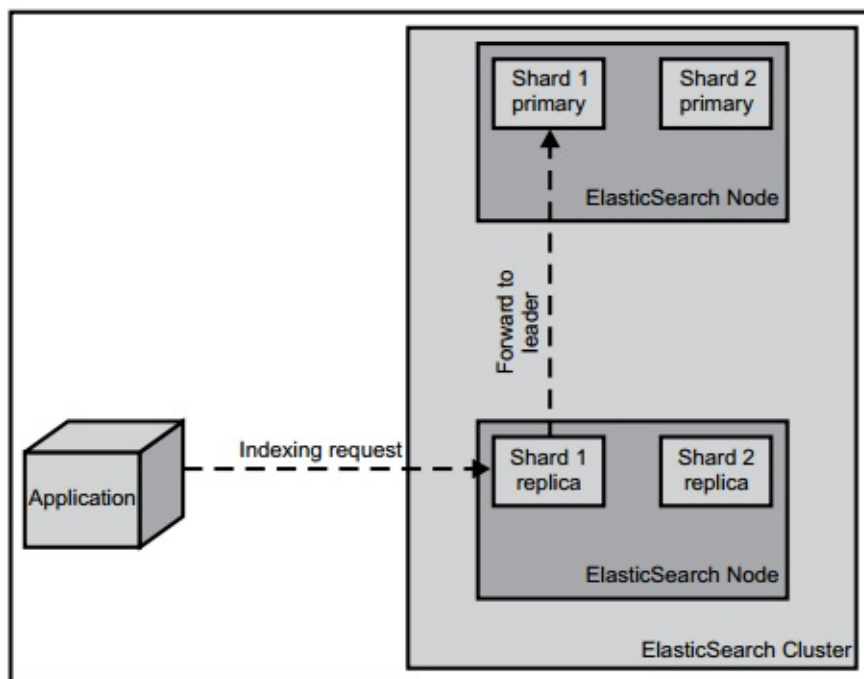 Shard 1
primary
Shard 2
primary
ElasticSearch Node
Forward to
leader
Indexing request
Application
Shard 1
replica
Shard 2
replica
ElasticSearch Node
ElasticSearch Cluster